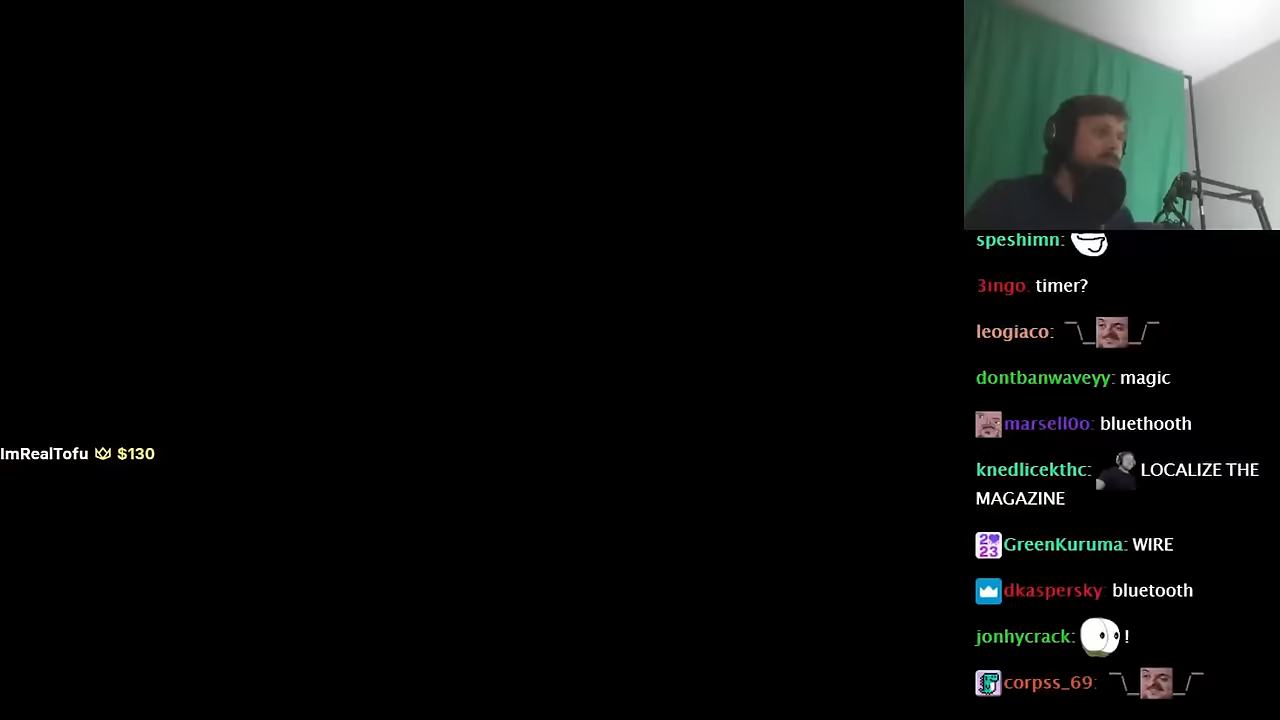 speshimn:
3ingo: timer?
leogiaco: ¯\_ _/¯
dontbanwaveyy: magic
marsell0o: bluethooth
ImRealTofu $130
knedlicekthc: LOCALIZE THE
MAGAZINE
GreenKuruma: WIRE
dkaspersky: bluetooth
jonhycrack: !
corpss_69: ¯\_ _/¯